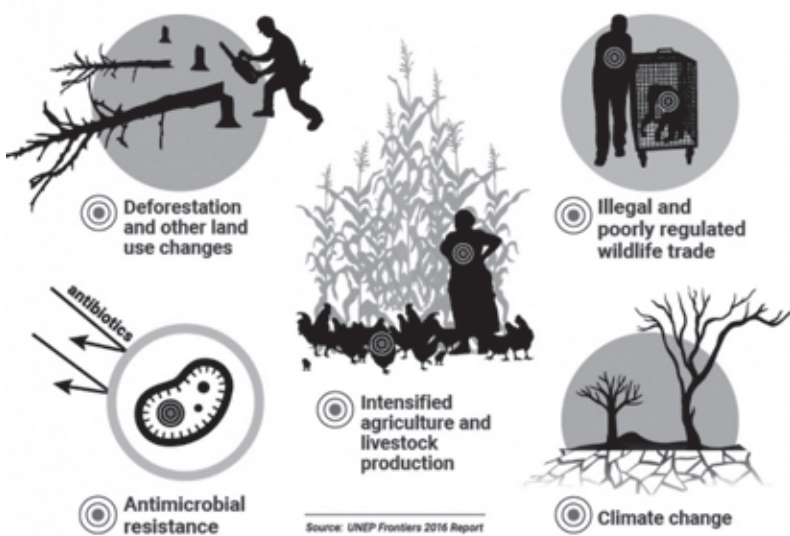 Deforestation
and other land
use changes
Illegal and
poorly regulated
wildlife trade
antibiotics
Intensified
agriculture and
livestock
production
Antimicrobial
resistance
Climate change
Source: UNEP Frontiers 2016 Report